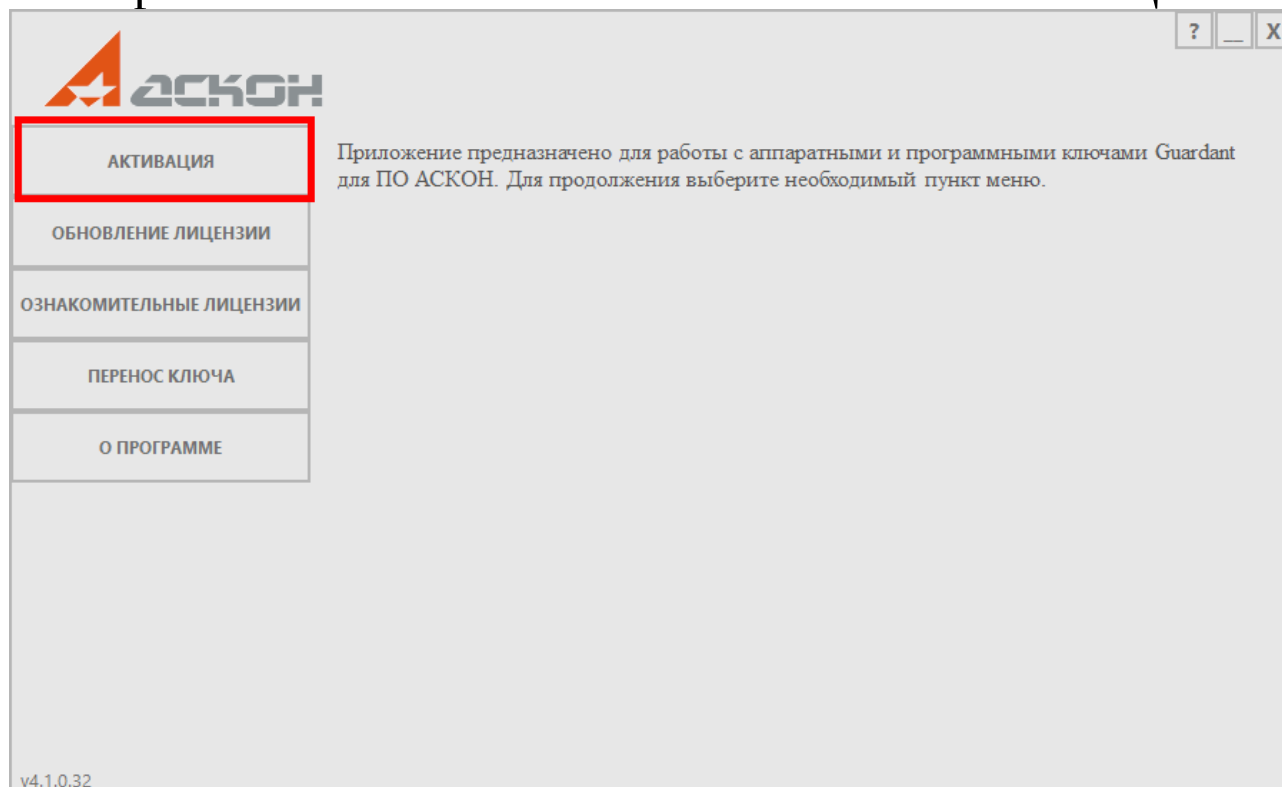 ? __ X
АСКОН
АКТИВАЦИЯ
Приложение предназначено для работы с аппаратными и программными ключами Guardant
для ПО АСКОН. Для продолжения выберите необходимый пункт меню.
ОБНОВЛЕНИЕ ЛИЦЕНЗИИ
ОЗНАКОМИТЕЛЬНЫЕ ЛИЦЕНЗИИ
ПЕРЕНОС КЛЮЧА
О ПРОГРАММЕ
v4.1.0.32